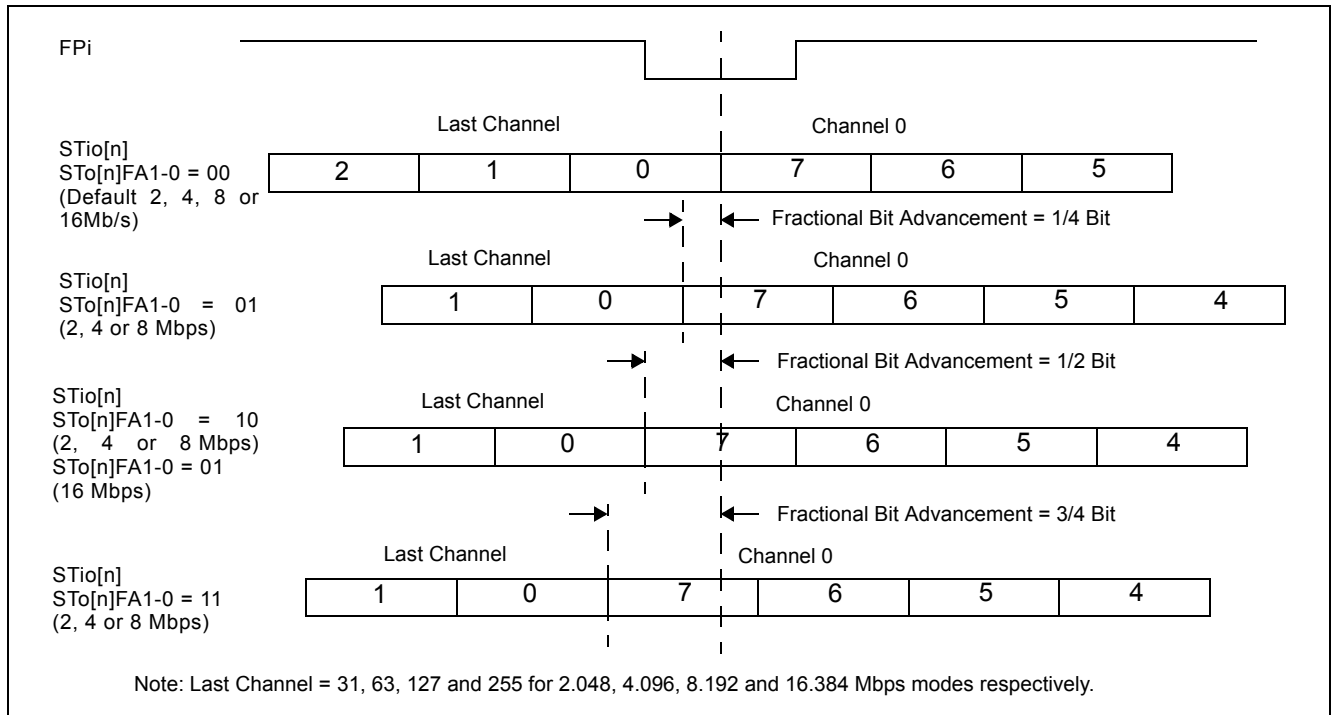 FPi
Last Channel Channel 0
STio[n]
STo[n]FA1-0 = 00
(Default 2, 4, 8 or
16Mb/s)
2 1 0 7 6 5
Fractional Bit Advancement = 1/4 Bit
Last Channel Channel 0
STio[n]
STo[n]FA1-0 = 01
(2, 4 or 8 Mbps)
1 0 7 6 5 4
Fractional Bit Advancement = 1/2 Bit
Last Channel Channel 0
STio[n]
STo[n]FA1-0 = 10
(2, 4 or 8 Mbps)
STo[n]FA1-0 = 01
(16 Mbps)
1 0 7 6 5 4
Fractional Bit Advancement = 3/4 Bit
Last Channel Channel 0
STio[n]
STo[n]FA1-0 = 11
(2, 4 or 8 Mbps)
1 0 7 6 5 4
Note: Last Channel = 31, 63, 127 and 255 for 2.048, 4.096, 8.192 and 16.384 Mbps modes respectively.